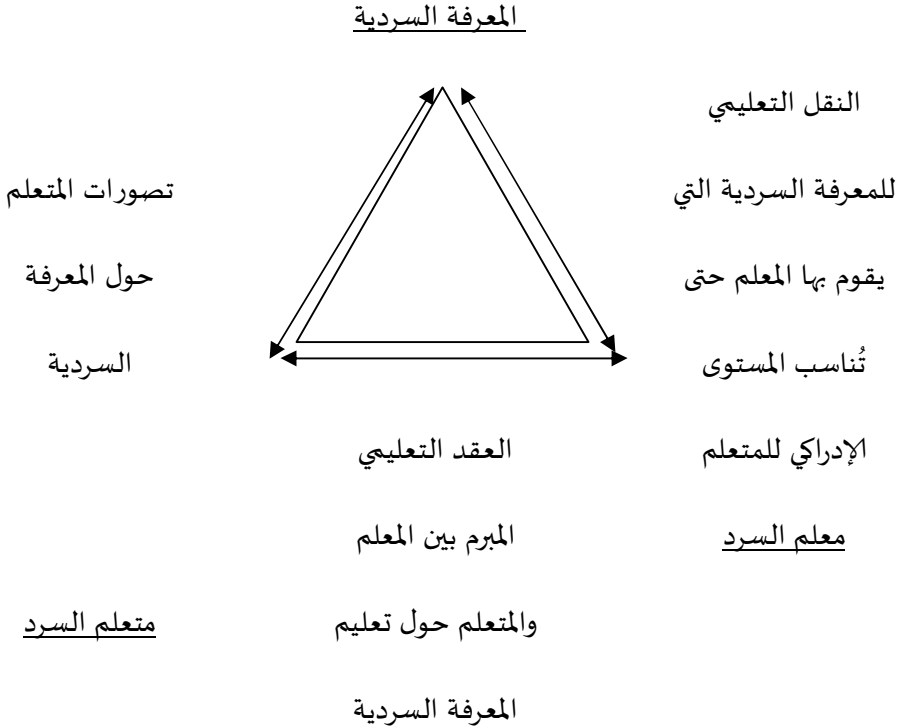 المعرفة السردية
النقل التعليمي
للمعرفة السردية التي
يقوم بها المعلم حتى
تُناسب المستوى
الإدراكي للمتعلم
معلم السرد
تصورات المتعلم
حول المعرفة
السردية
العقد التعليمي
المبرم بين المعلم
والمتعلم حول تعليم
المعرفة السردية
متعلم السرد